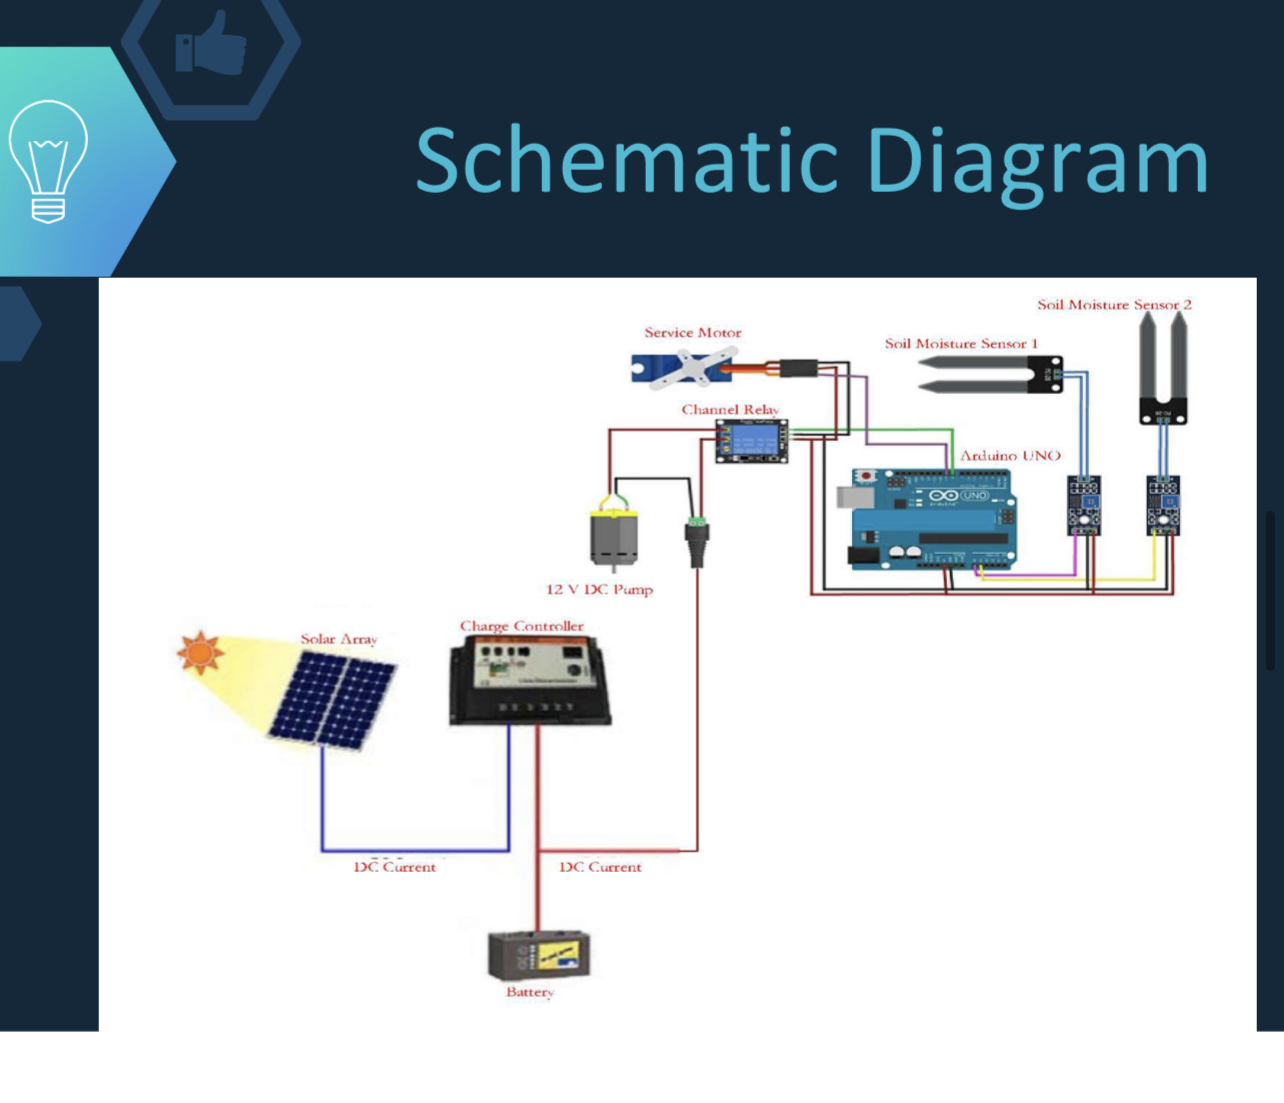 Schematic Diagram
Soil Moisture Sensor 2
Service Motor
Soil Moisture Sensor 1
Channel Relay
Arduino UNO
UNO
12 V DC Pump
Charge Controller
Solar Array
DC Current
DC Current
Battery